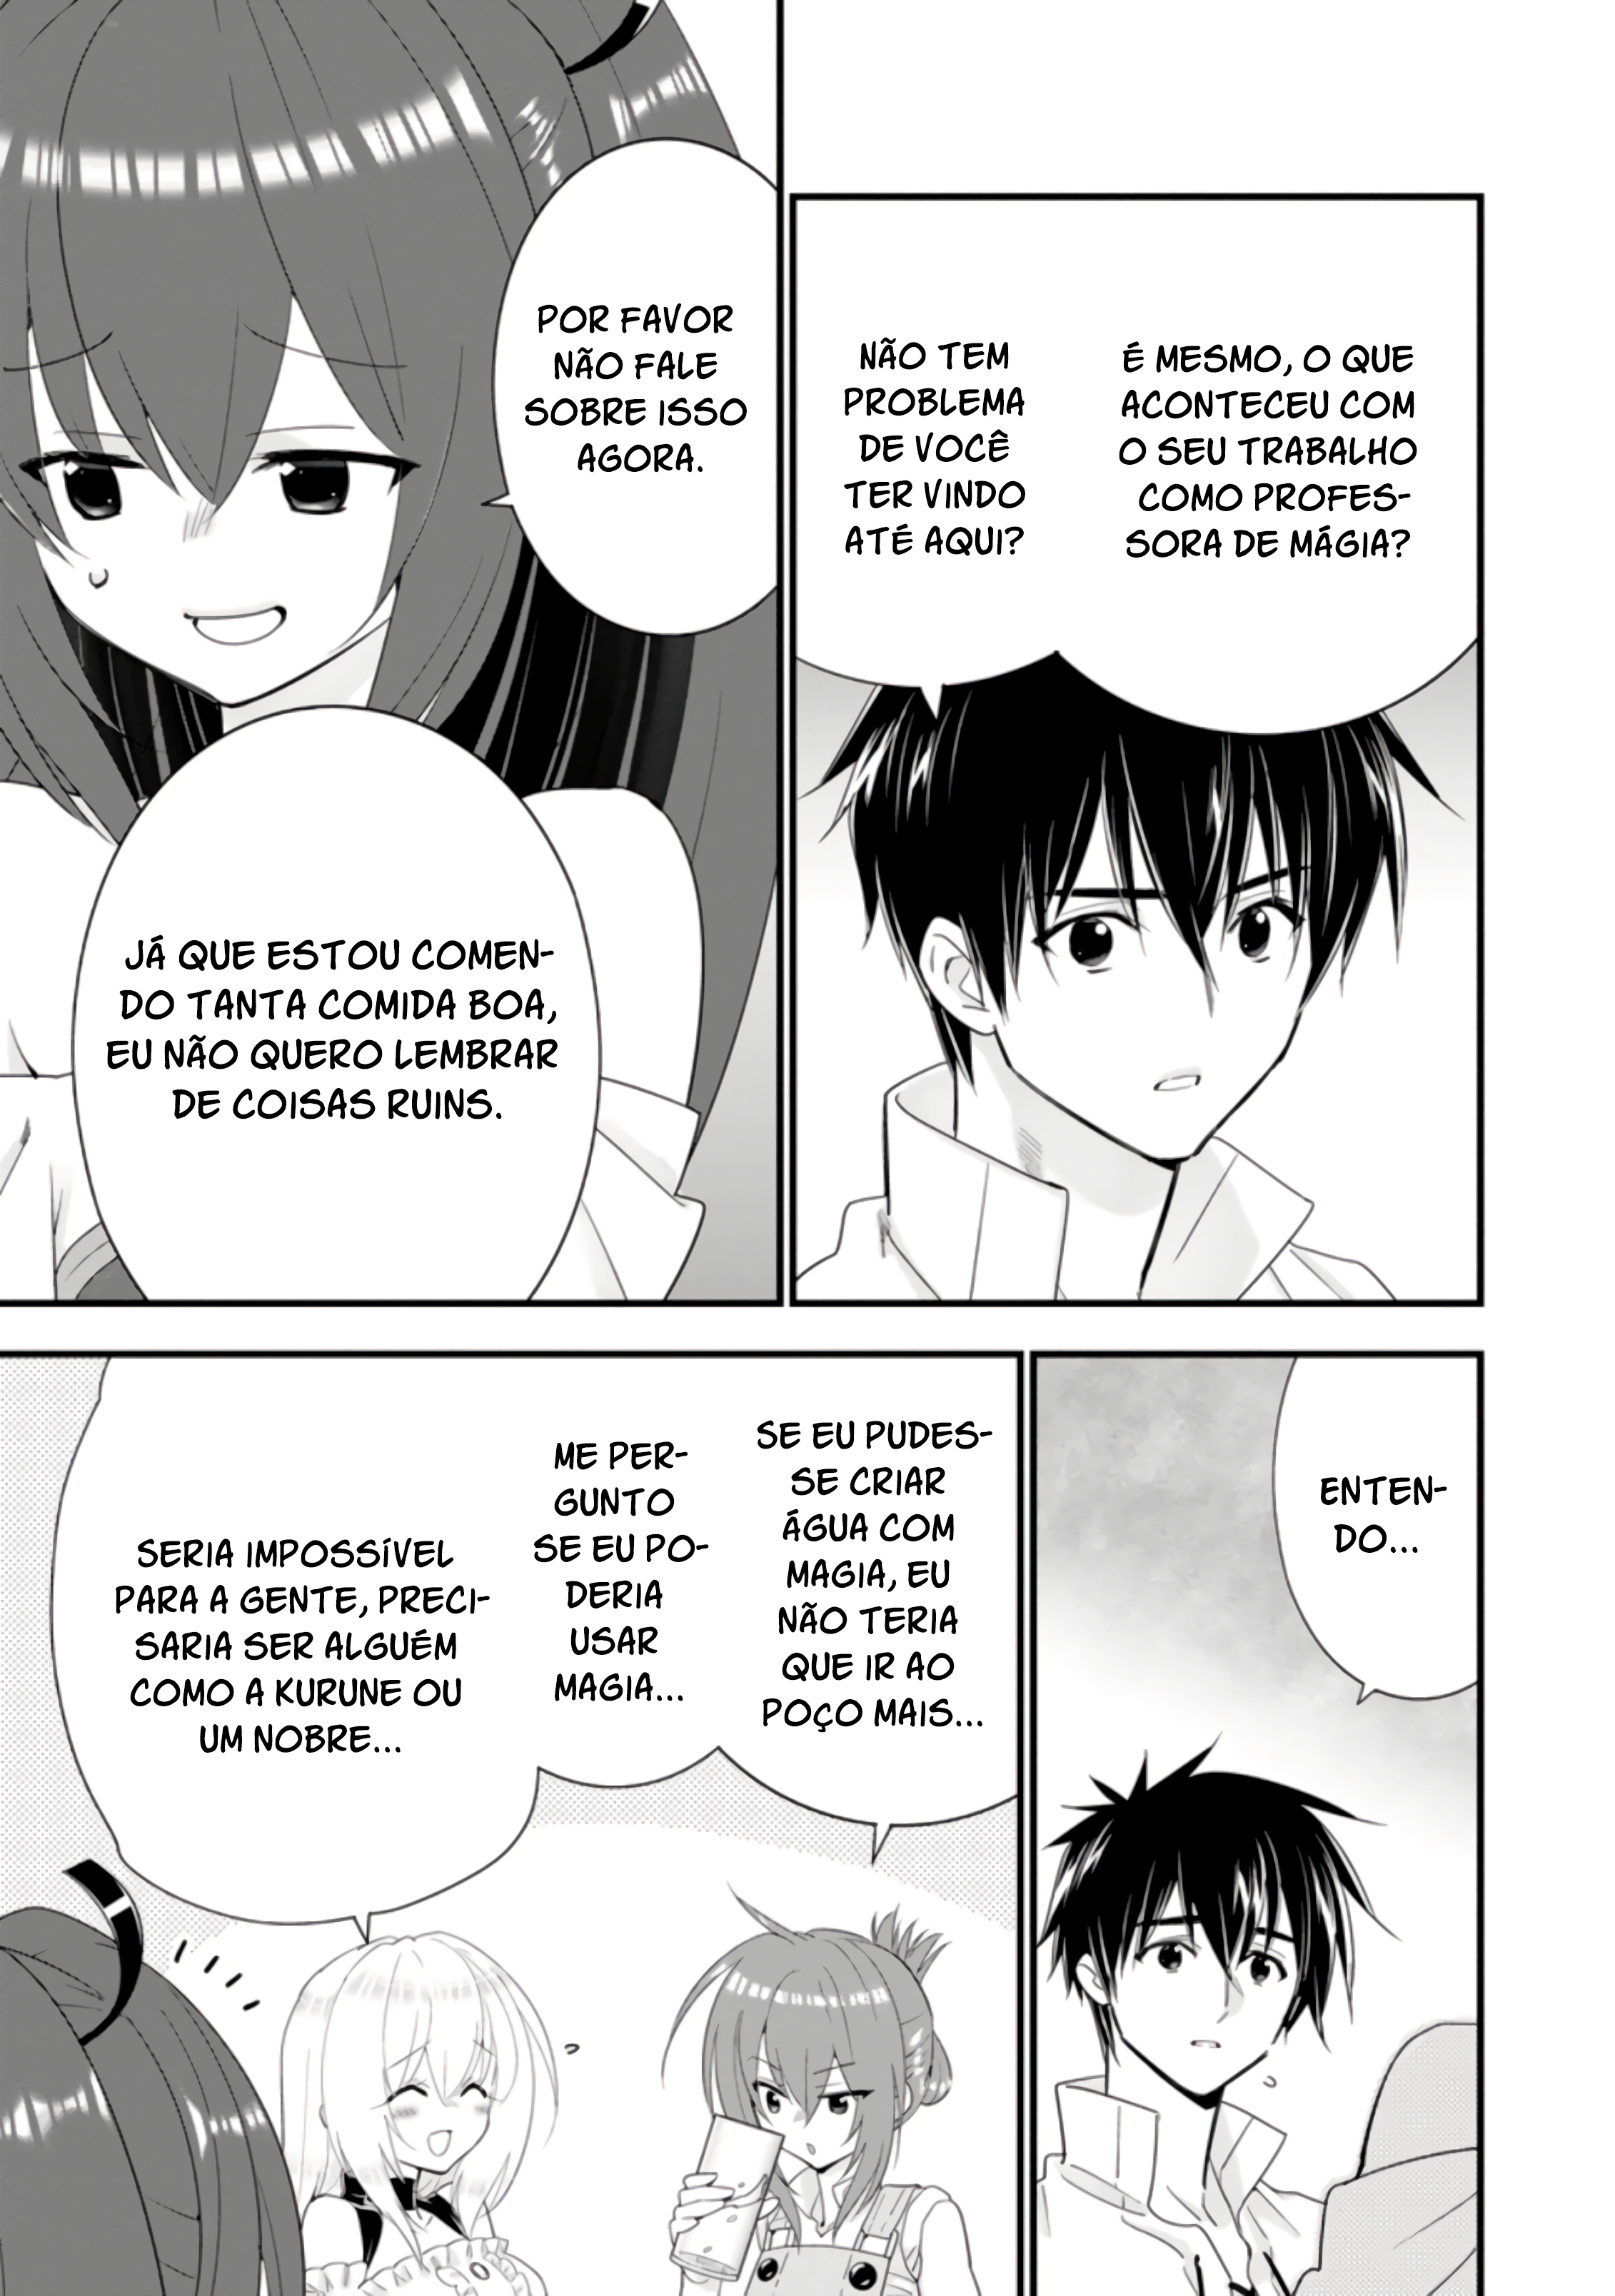 É MESMO, O QUE
ACONTECEU COM
O SEU TRABALHO
COMO PROFES-
SORA DE MÁGIA?
NÃO TEM
PROBLEMA
DE VOCÊ
TER VINDO
ATÉ AQUI?
POR FAVOR
NÃO FALE
SOBRE ISSO
AGORA.
JÁ QUE ESTOU COMEN-
DO TANTA COMIDA BOA,
EU NÃO QUERO LEMBRAR
DE COISAS RUINS.
ENTEN-
DO...
SE EU PUDES-
SE CRIAR
ÁGUA COM
MAGIA, EU
NÃO TERIA
QUE IR AO
POÇO MAIS...
ME PER-
GUNTO
SE EU PO-
DERIA
USAR
MAGIA...
SERIA IMPOSSÍVEL
PARA A GENTE, PRECI-
SARIA SER ALGUÉM
COMO A KURUNE OU
UM NOBRE...